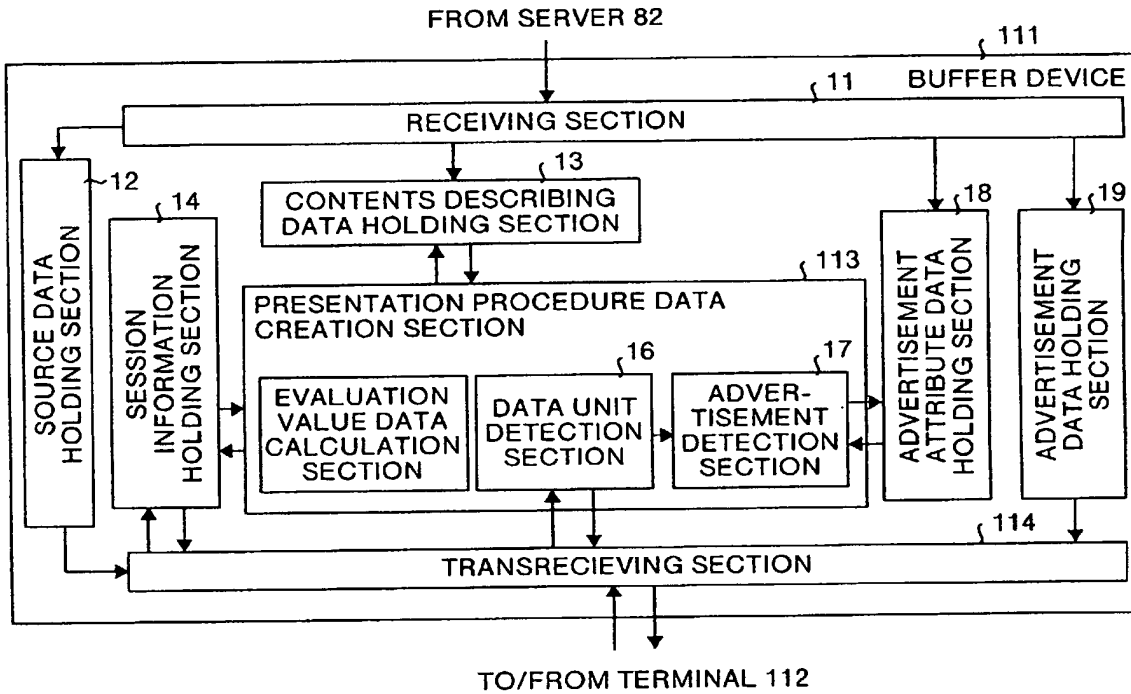 FROM SERVER 82
111
BUFFER DEVICE
11
RECEIVING SECTION
12
SOURCE DATA
HOLDING SECTION
14
SESSION
INFORMATION
HOLDING SECTION
13
CONTENTS DESCRIBING
DATA HOLDING SECTION
113
PRESENTATION PROCEDURE DATA
CREATION SECTION
EVALUATION
VALUE DATA
CALCULATION
SECTION
16
DATA UNIT
DETECTION
SECTION
17
ADVER-
TISEMENT
DETECTION
SECTION
18
ADVERTISEMENT
ATTRIBUTE DATA
HOLDING SECTION
19
ADVERTISEMENT
DATA HOLDING
SECTION
114
TRANSRECIEVING SECTION
TO/FROM TERMINAL 112